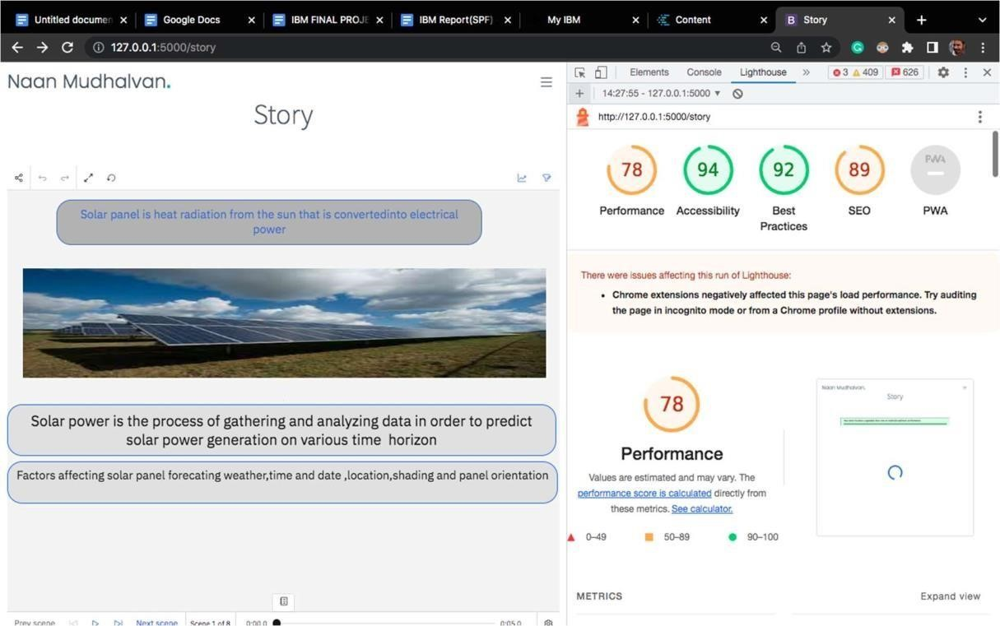 Untitled documen
Google Docs
IBM FINAL PROJE
IBM Report(SPF)
My IBM
Content
Story
127.0.0.1:5000/story
Naan Mudhalvan.
Story
Solar panel is heat radiation from the sun that is convertedinto electrical
power
Solar power is the process of gathering and analyzing data in order to predict
solar power generation on various time horizon
Factors affecting solar panel forecating weather,time and date ,location,shading and panel orientation
Prev scene
Next scene
Scene 1 of 8
0:00.0
0:05.0
Elements
Console
Lighthouse
3
409
626
14:27:55 - 127.0.0.1:5000
http://127.0.0.1:5000/story
78
94
92
89
PWA
Performance
Accessibility
Best
Practices
SEO
PWA
There were issues affecting this run of Lighthouse:
Chrome extensions negatively affected this page's load performance. Try auditing
the page in incognito mode or from a Chrome profile without extensions.
78
Performance
Values are estimated and may vary. The
performance score is calculated directly from
these metrics. See calculator.
0–49
50–89
90–100
Naan Mudhalvan.
Story
METRICS
Expand view